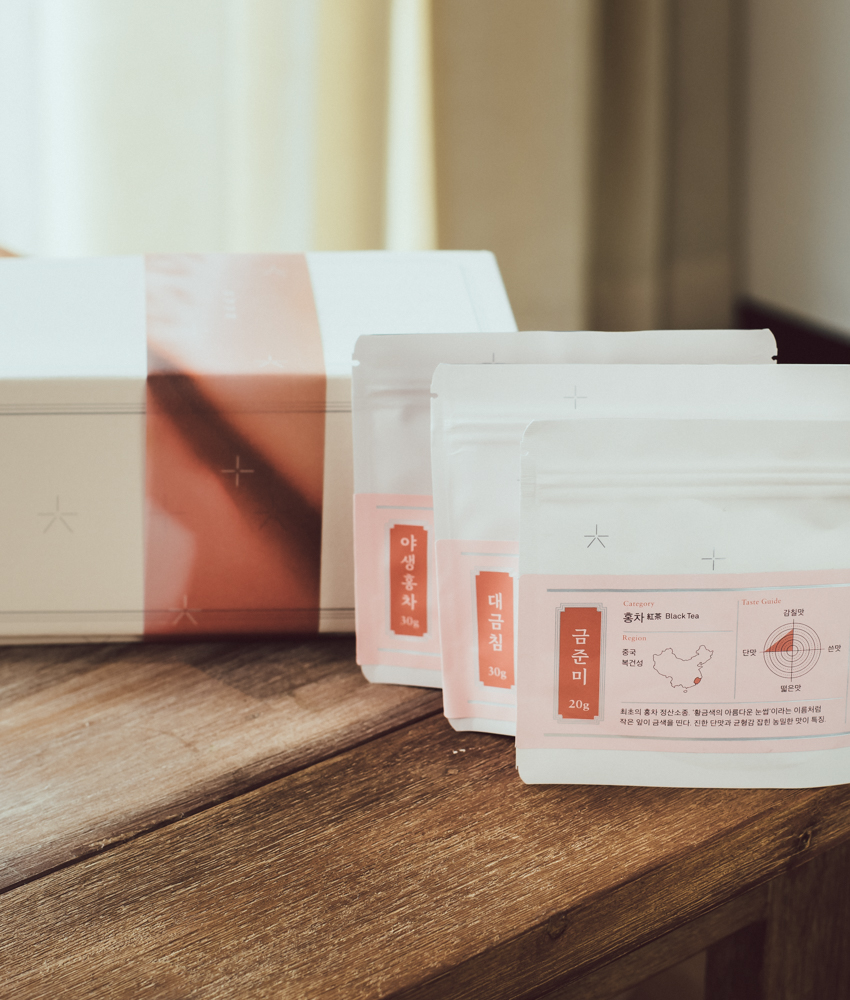 야생홍차
30g
대금침
30g
금준미
20g
Category
홍차 紅茶 Black Tea
Region
중국
복건성
Taste Guide
감칠맛
단맛
쓴맛
떫은맛
최초의 홍차 정산소종. '황금색의 아름다운 눈썹'이라는 이름처럼
작은 잎이 금색을 띤다. 진한 단맛과 균형감 잡힌 농밀한 맛이 특징.